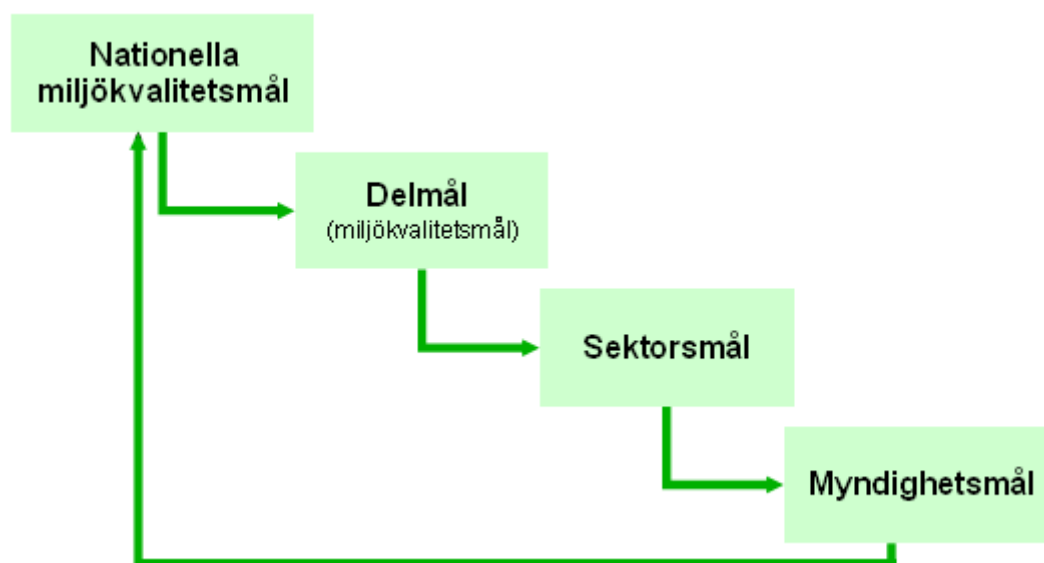 Nationella
miljökvalitetsmål
Delmål
(miljökvalitetsmål)
Sektorsmål
Myndighetsmål